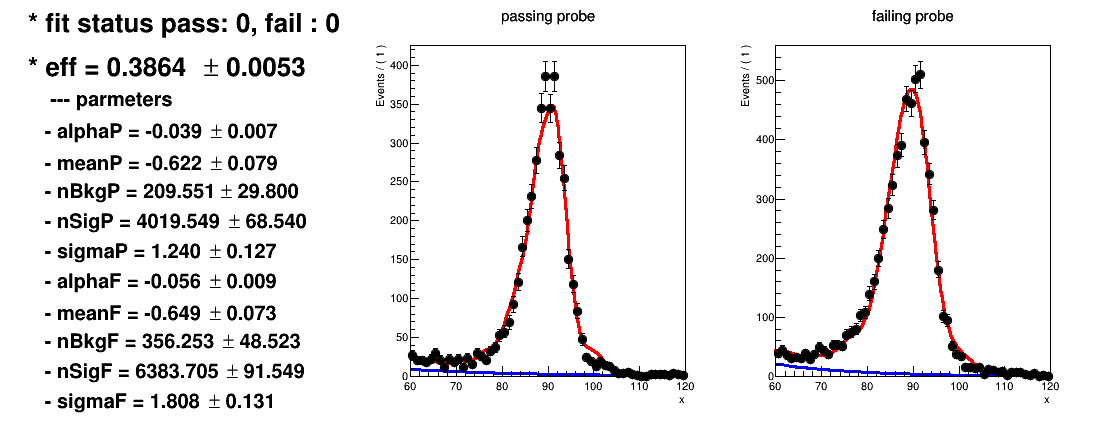 * fit status pass: 0, fail : 0
* eff = 0.3864 ± 0.0053
--- parmeters
- alphaP = -0.039 ± 0.007
- meanP = -0.622 ± 0.079
- nBkgP = 209.551 ± 29.800
- nSigP = 4019.549 ± 68.540
- sigmaP = 1.240 ± 0.127
- alphaF = -0.056 ± 0.009
- meanF = -0.649 ± 0.073
- nBkgF = 356.253 ± 48.523
- nSigF = 6383.705 ± 91.549
- sigmaF = 1.808 ± 0.131
passing probe
Events / ( 1 )
400
350
300
250
200
150
100
50
0
60 70 80 90 100 110 120
x
failing probe
Events / ( 1 )
500
400
300
200
100
0
60 70 80 90 100 110 120
x